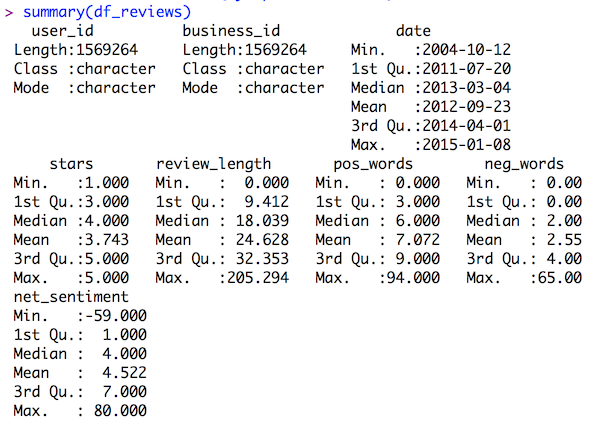 > summary(df_reviews)
   user_id          business_id             date
 Length:1569264     Length:1569264     Min.   :2004-10-12
 Class :character   Class :character   1st Qu.:2011-07-20
 Mode  :character   Mode  :character   Median :2013-03-04
                                       Mean   :2012-09-23
                                       3rd Qu.:2014-04-01
                                       Max.   :2015-01-08
     stars       review_length       pos_words        neg_words
 Min.   :1.000   Min.   :  0.000   Min.   : 0.000   Min.   : 0.00
 1st Qu.:3.000   1st Qu.:  9.412   1st Qu.: 3.000   1st Qu.: 0.00
 Median :4.000   Median : 18.039   Median : 6.000   Median : 2.00
 Mean   :3.743   Mean   : 24.628   Mean   : 7.072   Mean   : 2.55
 3rd Qu.:5.000   3rd Qu.: 32.353   3rd Qu.: 9.000   3rd Qu.: 4.00
 Max.   :5.000   Max.   :205.294   Max.   :94.000   Max.   :65.00
 net_sentiment
 Min.   :-59.000
 1st Qu.:  1.000
 Median :  4.000
 Mean   :  4.522
 3rd Qu.:  7.000
 Max.   : 80.000